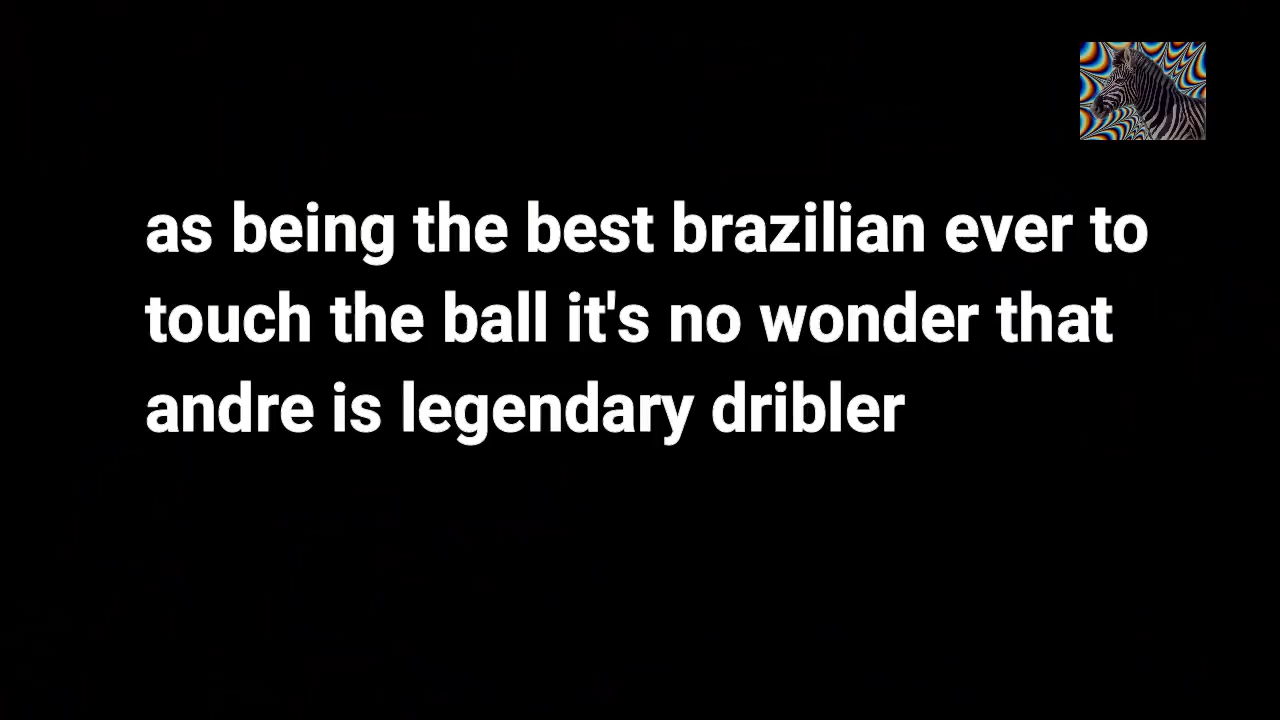 as being the best brazilian ever to
touch the ball it's no wonder that
andre is legendary dribler